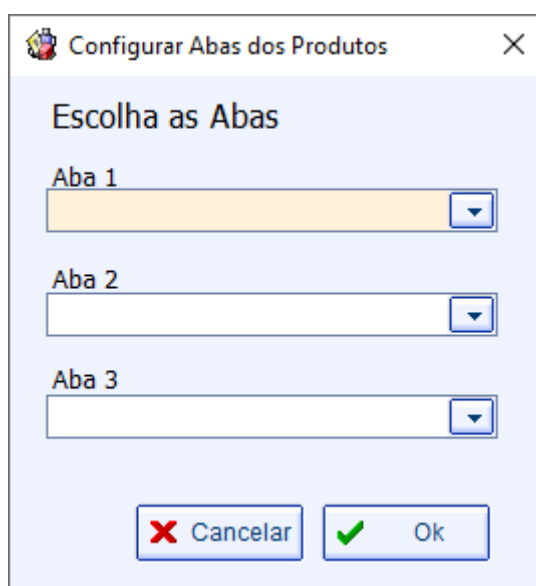 Configurar Abas dos Produtos
Escolha as Abas
Aba 1
Aba 2
Aba 3
Cancelar
Ok